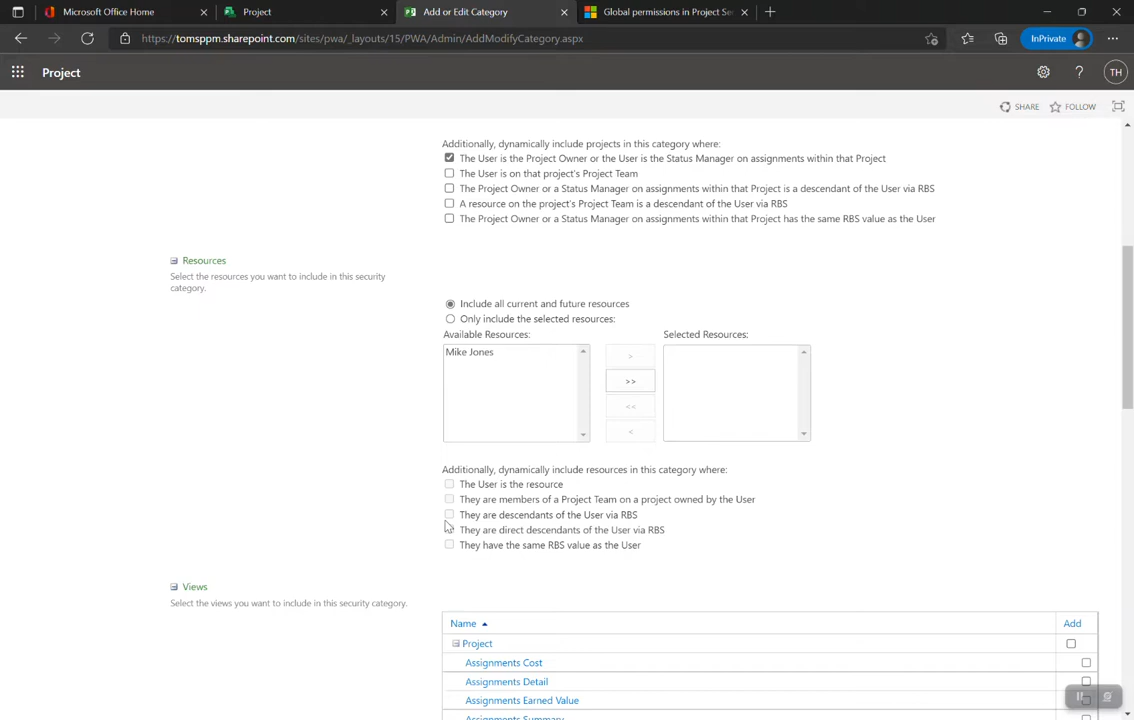 Microsoft Office Home
Project
Add or Edit Category
Global permissions in Project Se
https://tomsppm.sharepoint.com/sites/pwa/_layouts/15/PWA/Admin/AddModifyCategory.aspx
InPrivate
Project
TH
SHARE
FOLLOW
Additionally, dynamically include projects in this category where:
The User is the Project Owner or the User is the Status Manager on assignments within that Project
The User is on that project's Project Team
The Project Owner or a Status Manager on assignments within that Project is a descendant of the User via RBS
A resource on the project's Project Team is a descendant of the User via RBS
The Project Owner or a Status Manager on assignments within that Project has the same RBS value as the User
Resources
Select the resources you want to include in this security
category.
Include all current and future resources
Only include the selected resources:
Available Resources:
Selected Resources:
Mike Jones
>
>>
<<
<
Additionally, dynamically include resources in this category where:
The User is the resource
They are members of a Project Team on a project owned by the User
They are descendants of the User via RBS
They are direct descendants of the User via RBS
They have the same RBS value as the User
Views
Select the views you want to include in this security category.
Name
Add
Project
Assignments Cost
Assignments Detail
Assignments Earned Value
Assignments Summary